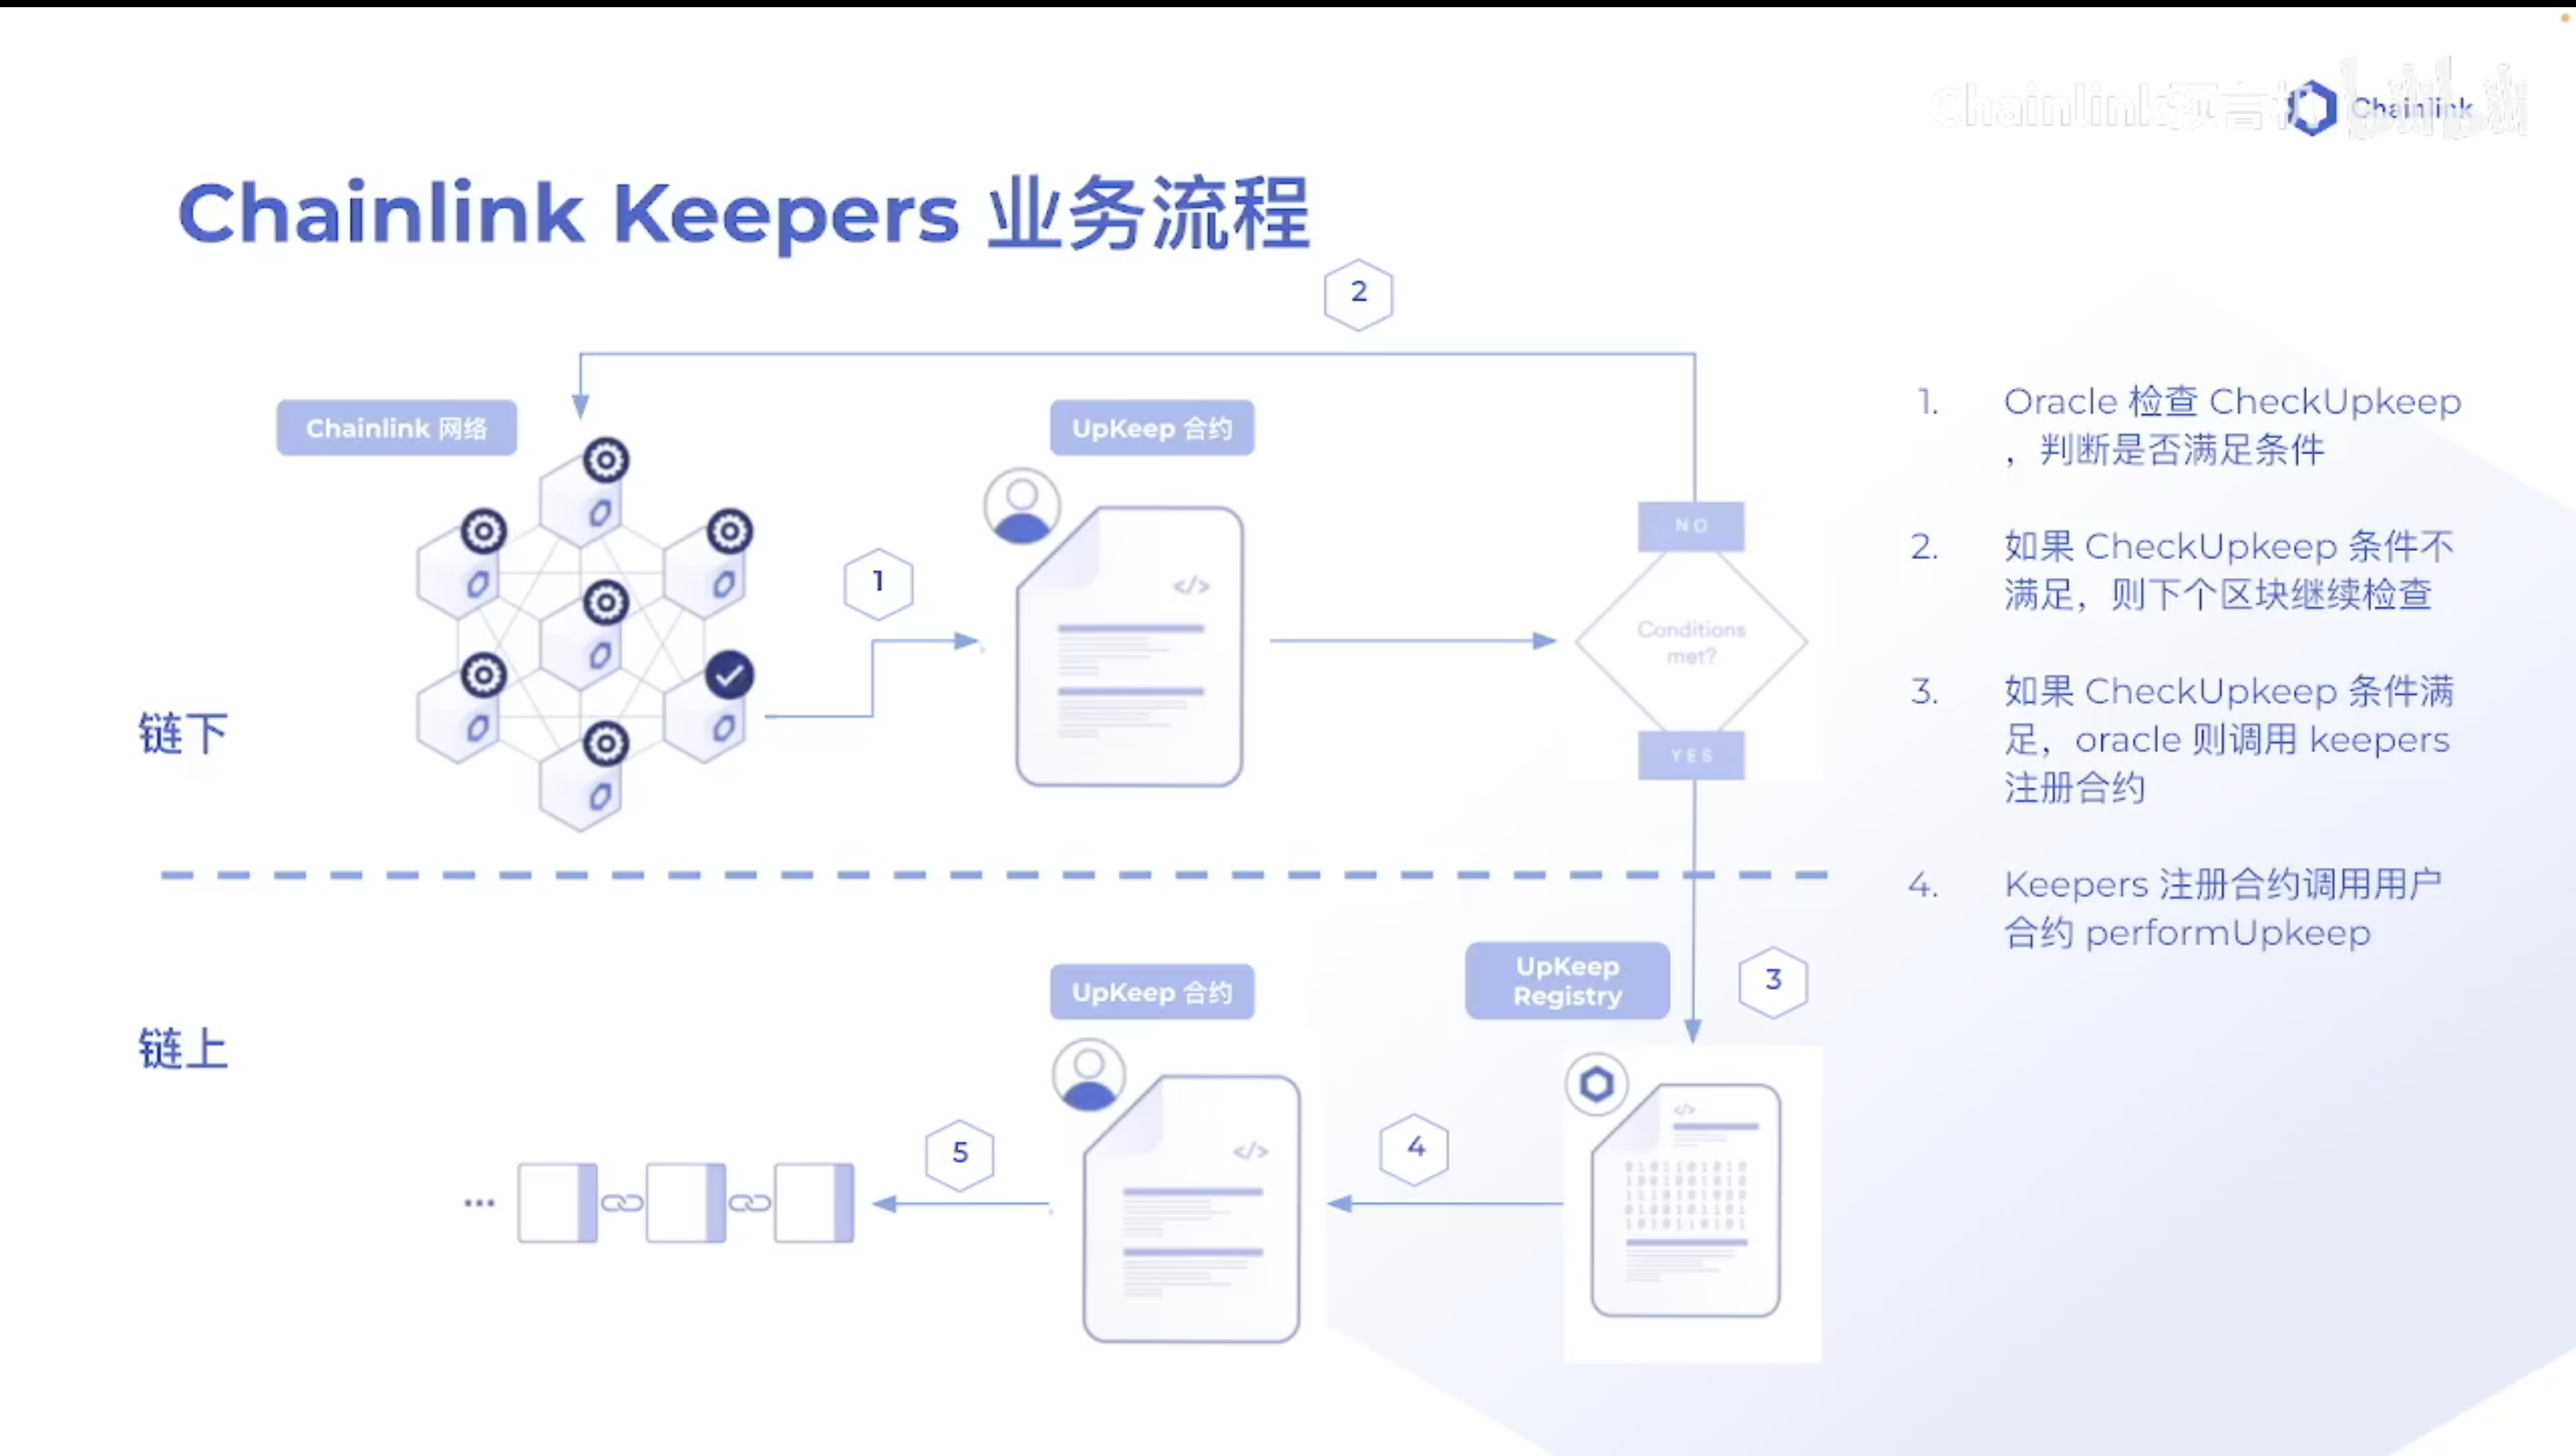 Chainlink预言机
Chainlink
Chainlink Keepers 业务流程
2
Chainlink 网络
UpKeep 合约
1
NO
Conditions
met?
YES
链下
链上
UpKeep 合约
UpKeep
Registry
3
4
5
</>
</>
</>
0101101010
1001001010
1110101000
0100101101
1010110101
1. Oracle 检查 CheckUpkeep
，判断是否满足条件
2. 如果 CheckUpkeep 条件不
满足，则下个区块继续检查
3. 如果 CheckUpkeep 条件满
足，oracle 则调用 keepers
注册合约
4. Keepers 注册合约调用用户
合约 performUpkeep